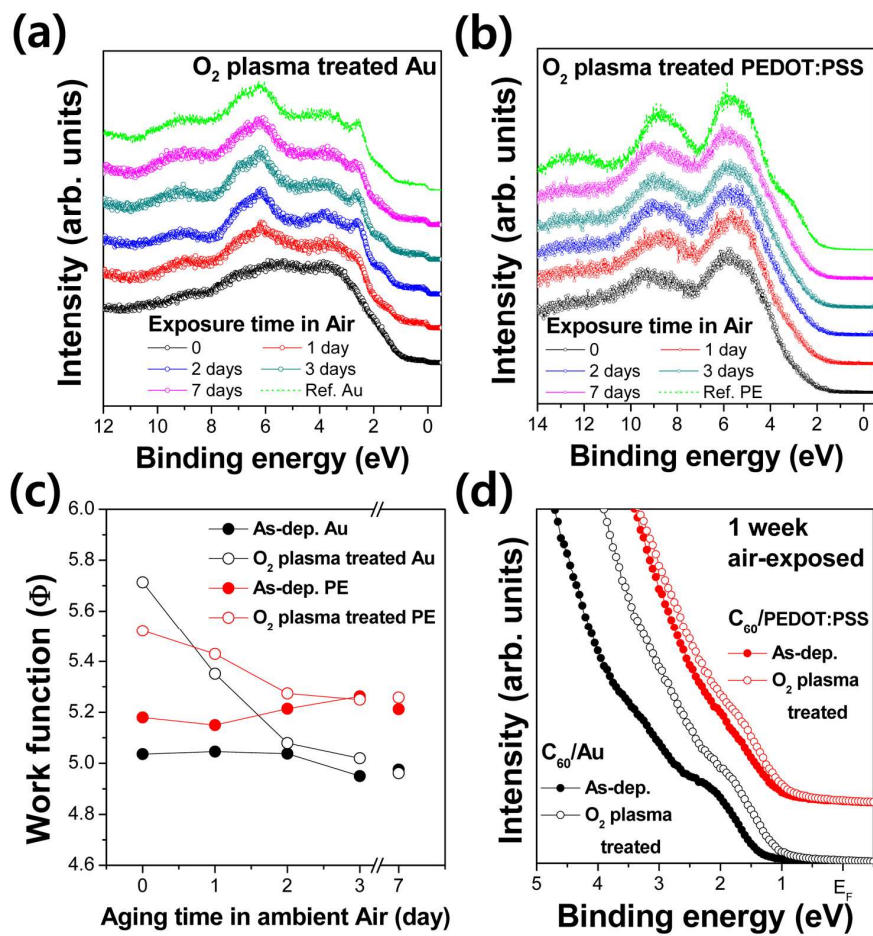 (a)
O₂ plasma treated Au
Intensity (arb. units)
Exposure time in Air
0 1 day
2 days 3 days
7 days Ref. Au
12 10 8 6 4 2 0
Binding energy (eV)
(b)
O₂ plasma treated PEDOT:PSS
Intensity (arb. units)
Exposure time in Air
0 1 day
2 days 3 days
7 days Ref. PE
14 12 10 8 6 4 2 0
Binding energy (eV)
(c)
Work function (Φ)
6.0
5.8
5.6
5.4
5.2
5.0
4.8
4.6
As-dep. Au
O₂ plasma treated Au
As-dep. PE
O₂ plasma treated PE
0 1 2 3 7
Aging time in ambient Air (day)
(d)
Intensity (arb. units)
1 week
air-exposed
C₆₀/PEDOT:PSS
As-dep.
O₂ plasma
treated
C₆₀/Au
As-dep.
O₂ plasma
treated
5 4 3 2 1 E_F
Binding energy (eV)